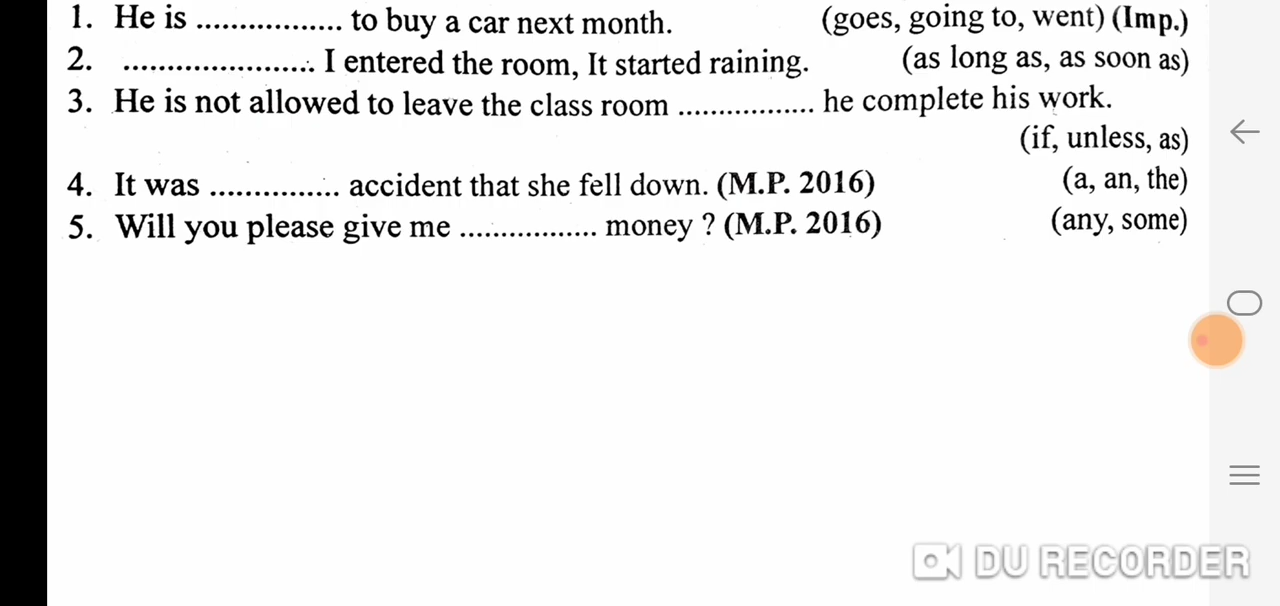 1. He is ................. to buy a car next month. (goes, going to, went) (Imp.)
2. ...................... I entered the room, It started raining. (as long as, as soon as)
3. He is not allowed to leave the class room ................ he complete his work.
(if, unless, as)
4. It was ............... accident that she fell down. (M.P. 2016) (a, an, the)
5. Will you please give me ................ money ? (M.P. 2016) (any, some)
DU RECORDER